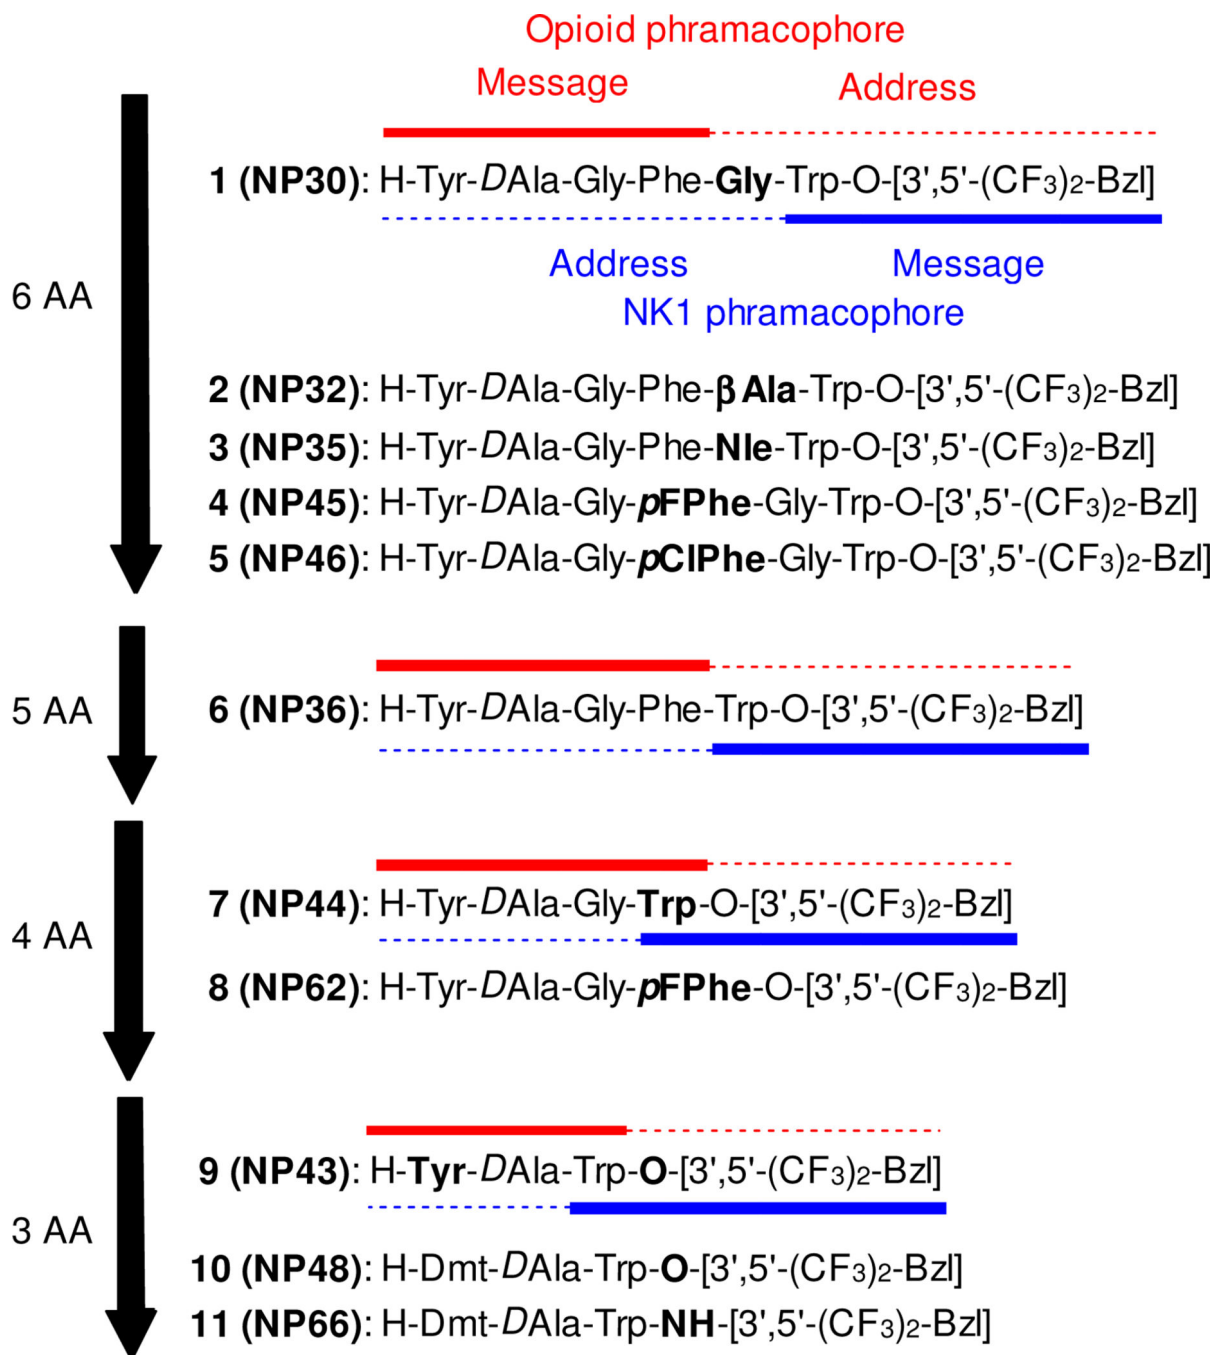 Opioid phramacophore
Message Address
1 (NP30): H-Tyr-DAla-Gly-Phe-Gly-Trp-O-[3',5'-(CF3)2-Bzl]
6 AA
Address Message
NK1 phramacophore
2 (NP32): H-Tyr-DAla-Gly-Phe-βAla-Trp-O-[3',5'-(CF3)2-Bzl]
3 (NP35): H-Tyr-DAla-Gly-Phe-Nle-Trp-O-[3',5'-(CF3)2-Bzl]
4 (NP45): H-Tyr-DAla-Gly-pFPhe-Gly-Trp-O-[3',5'-(CF3)2-Bzl]
5 (NP46): H-Tyr-DAla-Gly-pClPhe-Gly-Trp-O-[3',5'-(CF3)2-Bzl]
5 AA
6 (NP36): H-Tyr-DAla-Gly-Phe-Trp-O-[3',5'-(CF3)2-Bzl]
4 AA
7 (NP44): H-Tyr-DAla-Gly-Trp-O-[3',5'-(CF3)2-Bzl]
8 (NP62): H-Tyr-DAla-Gly-pFPhe-O-[3',5'-(CF3)2-Bzl]
3 AA
9 (NP43): H-Tyr-DAla-Trp-O-[3',5'-(CF3)2-Bzl]
10 (NP48): H-Dmt-DAla-Trp-O-[3',5'-(CF3)2-Bzl]
11 (NP66): H-Dmt-DAla-Trp-NH-[3',5'-(CF3)2-Bzl]